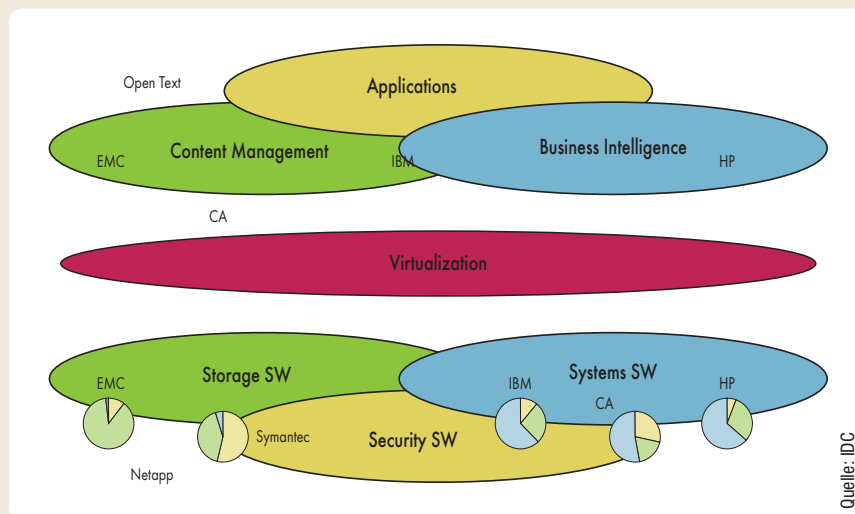 Open Text
Applications
EMC
Content Management
IBM
Business Intelligence
HP
CA
Virtualization
EMC
Storage SW
IBM
Systems SW
HP
CA
Symantec
Security SW
Netapp
Quelle: IDC